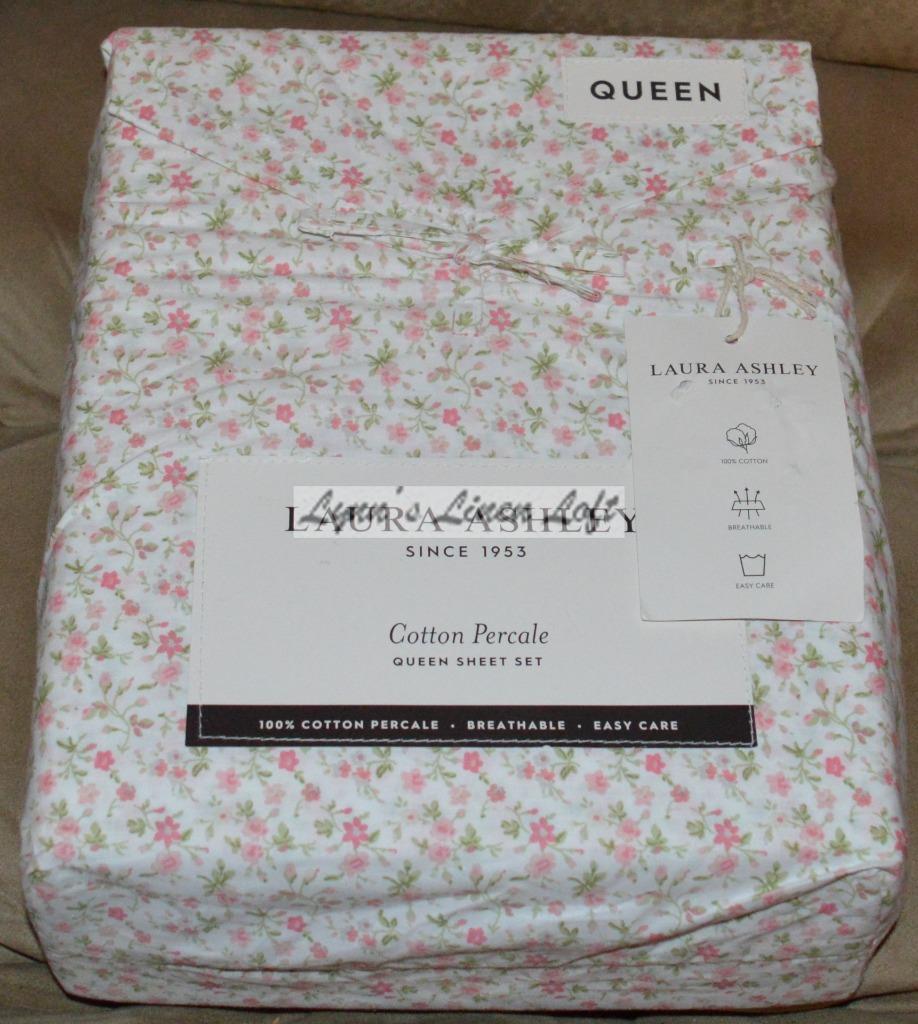 QUEEN
LAURA ASHLEY
SINCE 1953
100% COTTON
BREATHABLE
EASY CARE
LAURA ASHLEY
Lynn's Linen Loft
SINCE 1953
Cotton Percale
QUEEN SHEET SET
100% COTTON PERCALE • BREATHABLE • EASY CARE